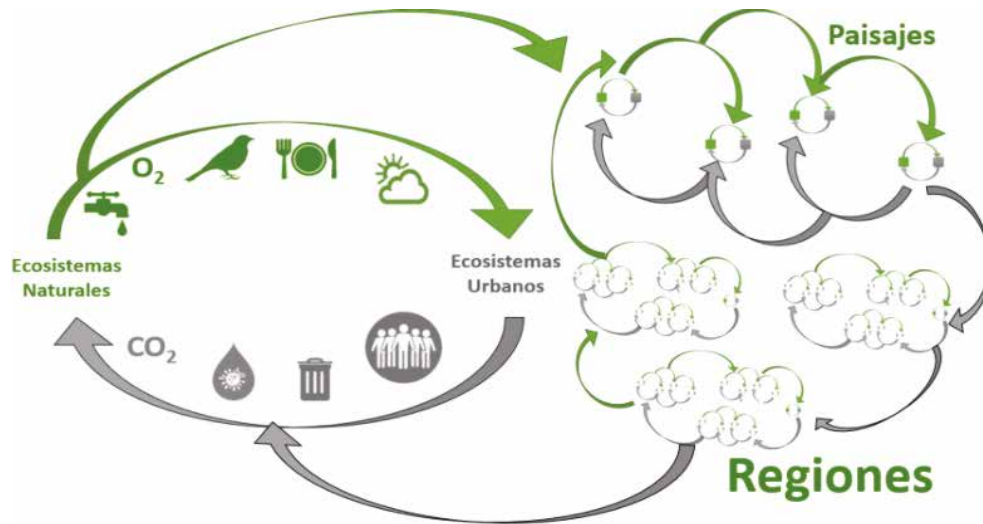 Paisajes
O2
Ecosistemas
Naturales
Ecosistemas
Urbanos
CO2
Regiones